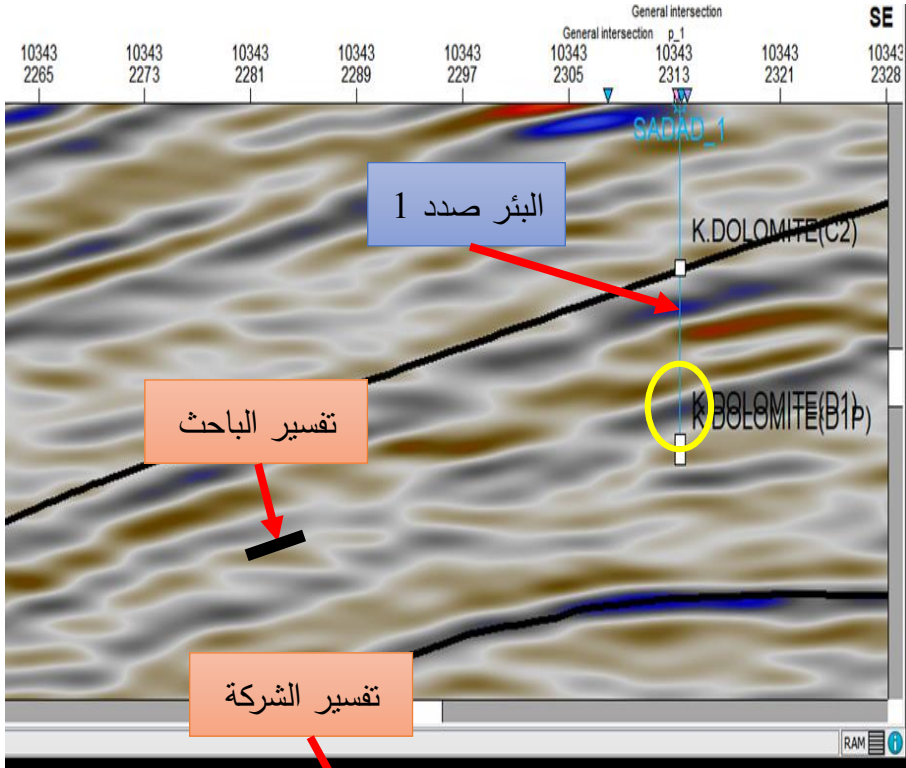 General intersection
SE
General intersection p_1
10343 10343 10343 10343 10343 10343 10343 10343 10343
2265 2273 2281 2289 2297 2305 2313 2321 2328
SADAD_1
البئر صدد 1
K.DOLOMITE(C2)
تفسير الباحث
K.DOLOMITE(D1)
K.DOLOMITE(D1P)
تفسير الشركة
RAM